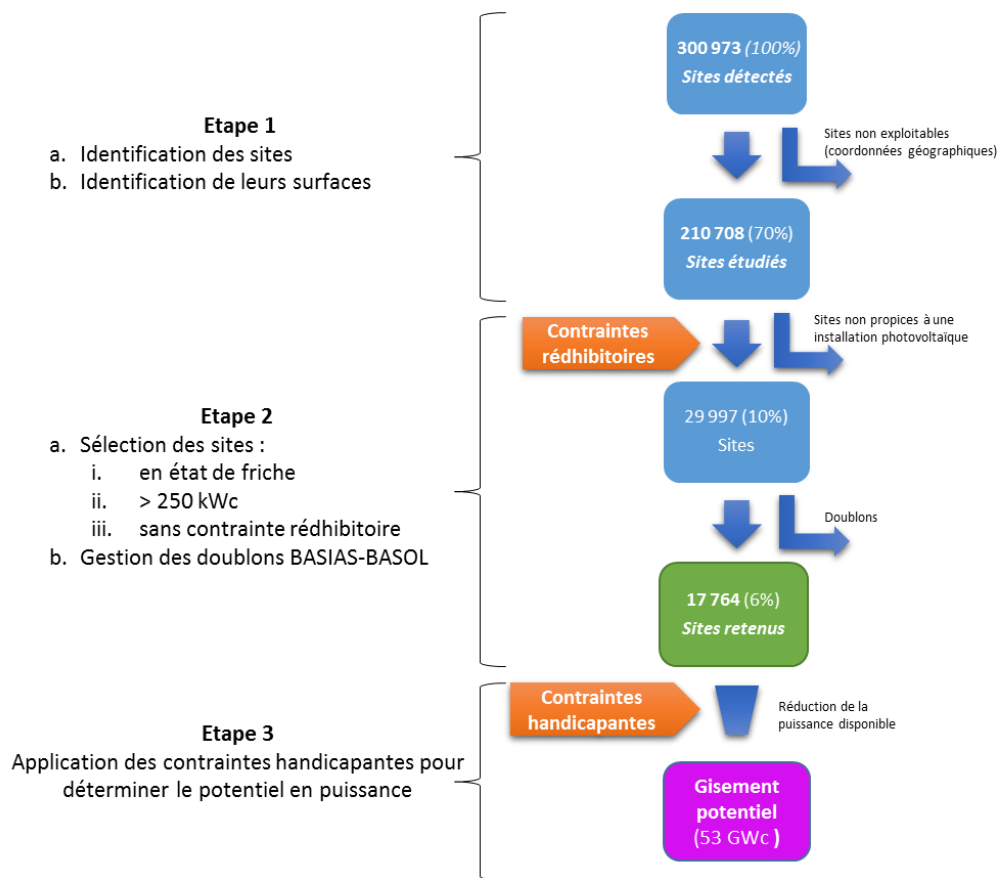 300 973 (100%)
Sites détectés
Etape 1
a. Identification des sites
b. Identification de leurs surfaces
Sites non exploitables
(coordonnées géographiques)
210 708 (70%)
Sites étudiés
Contraintes
rédhibitoires
Sites non propices à une
installation photovoltaïque
Etape 2
a. Sélection des sites :
i. en état de friche
ii. > 250 kWc
iii. sans contrainte rédhibitoire
b. Gestion des doublons BASIAS-BASOL
29 997 (10%)
Sites
Doublons
17 764 (6%)
Sites retenus
Contraintes
handicapantes
Réduction de la
puissance disponible
Etape 3
Application des contraintes handicapantes pour
déterminer le potentiel en puissance
Gisement
potentiel
(53 GWc )